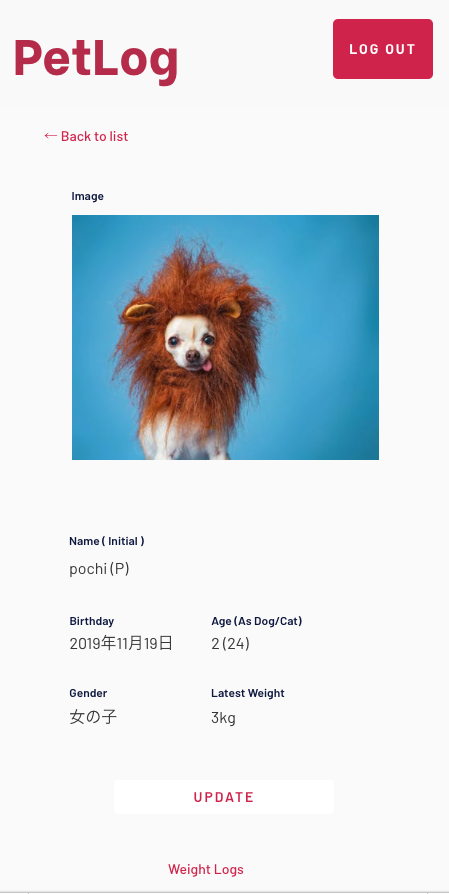 PetLog
LOG OUT
← Back to list
Image
Name ( Initial )
pochi (P)
Birthday
Age (As Dog/Cat)
2019年11月19日
2 (24)
Gender
Latest Weight
女の子
3kg
UPDATE
Weight Logs